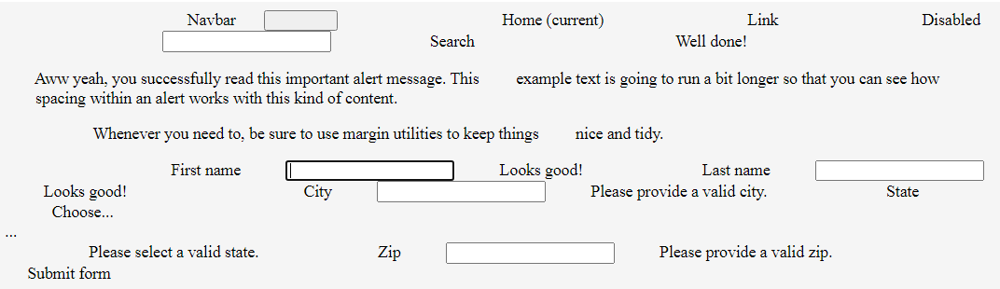 Navbar Home (current) Link Disabled
Search Well done!
Aww yeah, you successfully read this important alert message. This example text is going to run a bit longer so that you can see how
spacing within an alert works with this kind of content.
Whenever you need to, be sure to use margin utilities to keep things nice and tidy.
First name Looks good! Last name
Looks good! City Please provide a valid city. State
Choose...
...
Please select a valid state. Zip Please provide a valid zip.
Submit form